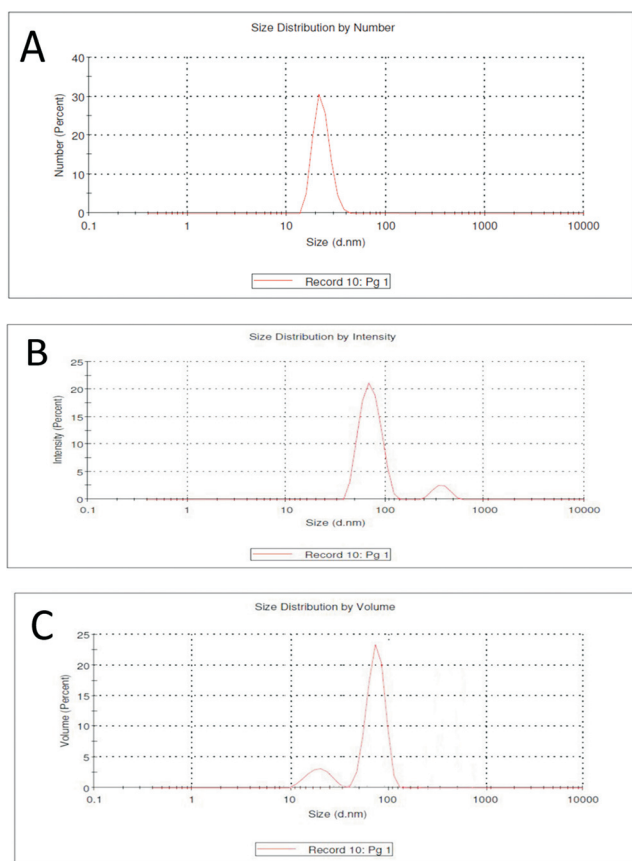 A
Size Distribution by Number
40
30
20
10
0
Number (Percent)
0.1 1 10 100 1000 10000
Size (d.nm)
Record 10: Pg 1
B
Size Distribution by Intensity
25
20
15
10
5
0
Intensity (Percent)
0.1 1 10 100 1000 10000
Size (d.nm)
Record 10: Pg 1
C
Size Distribution by Volume
25
20
15
10
5
0
Volume (Percent)
0.1 1 10 100 1000 10000
Size (d.nm)
Record 10: Pg 1